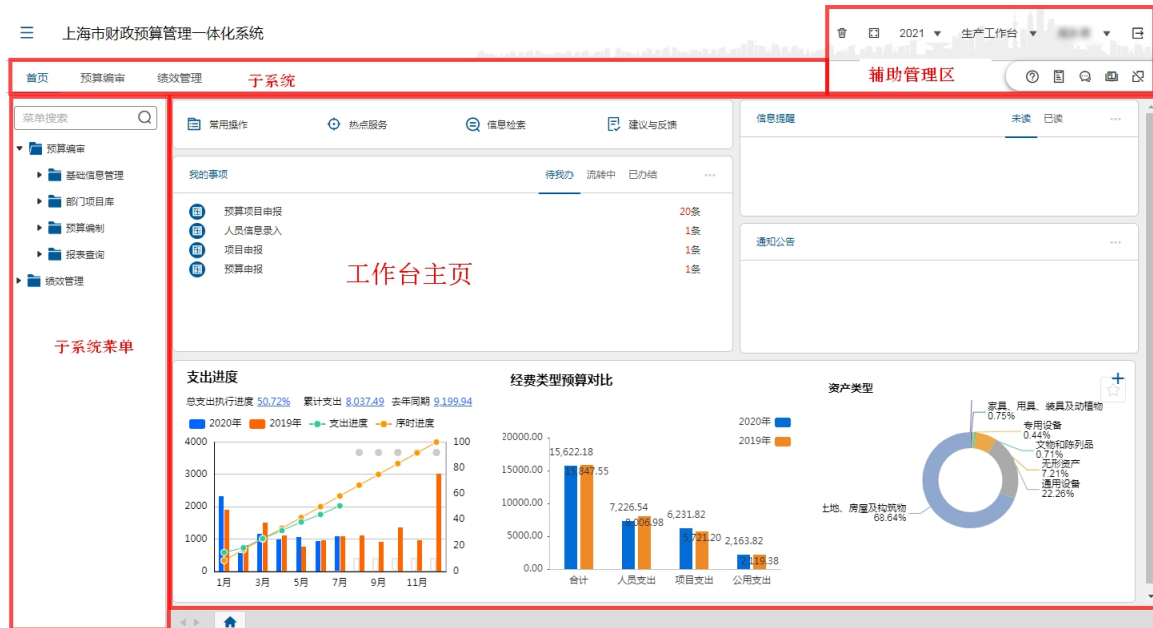 上海市财政预算管理一体化系统
2021 ▼ 生产工作台 ▼
首页 预算编审 绩效管理 子系统
辅助管理区
菜单搜索
预算编审
基础信息管理
部门项目库
预算编制
报表查询
绩效管理
子系统菜单
常用操作 热点服务 信息检索 建议与反馈
我的事项 待我办 流转中 已办结 ...
预算项目申报 20条
人员信息录入 1条
项目申报 1条
预算申报 1条
工作台主页
信息提醒 未读 已读 ...
通知公告 ...
支出进度
总支出执行进度 50.72% 累计支出 8,037.49 去年同期 9,199.94
2020年 2019年 支出进度 序时进度
4000 100
80
3000
60
2000
40
1000
20
0 0
1月 3月 5月 7月 9月 11月
经费类型预算对比
2020年
2019年
20000.00
15,622.18
15000.00 15,847.55
10000.00
7,226.54
8,006.98
6,231.82
5,721.20
5000.00
2,163.82
2,119.38
0.00
合计 人员支出 项目支出 公用支出
资产类型
家具、用具、装具及动植物
0.75%
专用设备
0.44%
文物和陈列品
0.71%
无形资产
7.21%
通用设备
22.26%
土地、房屋及构筑物
68.64%